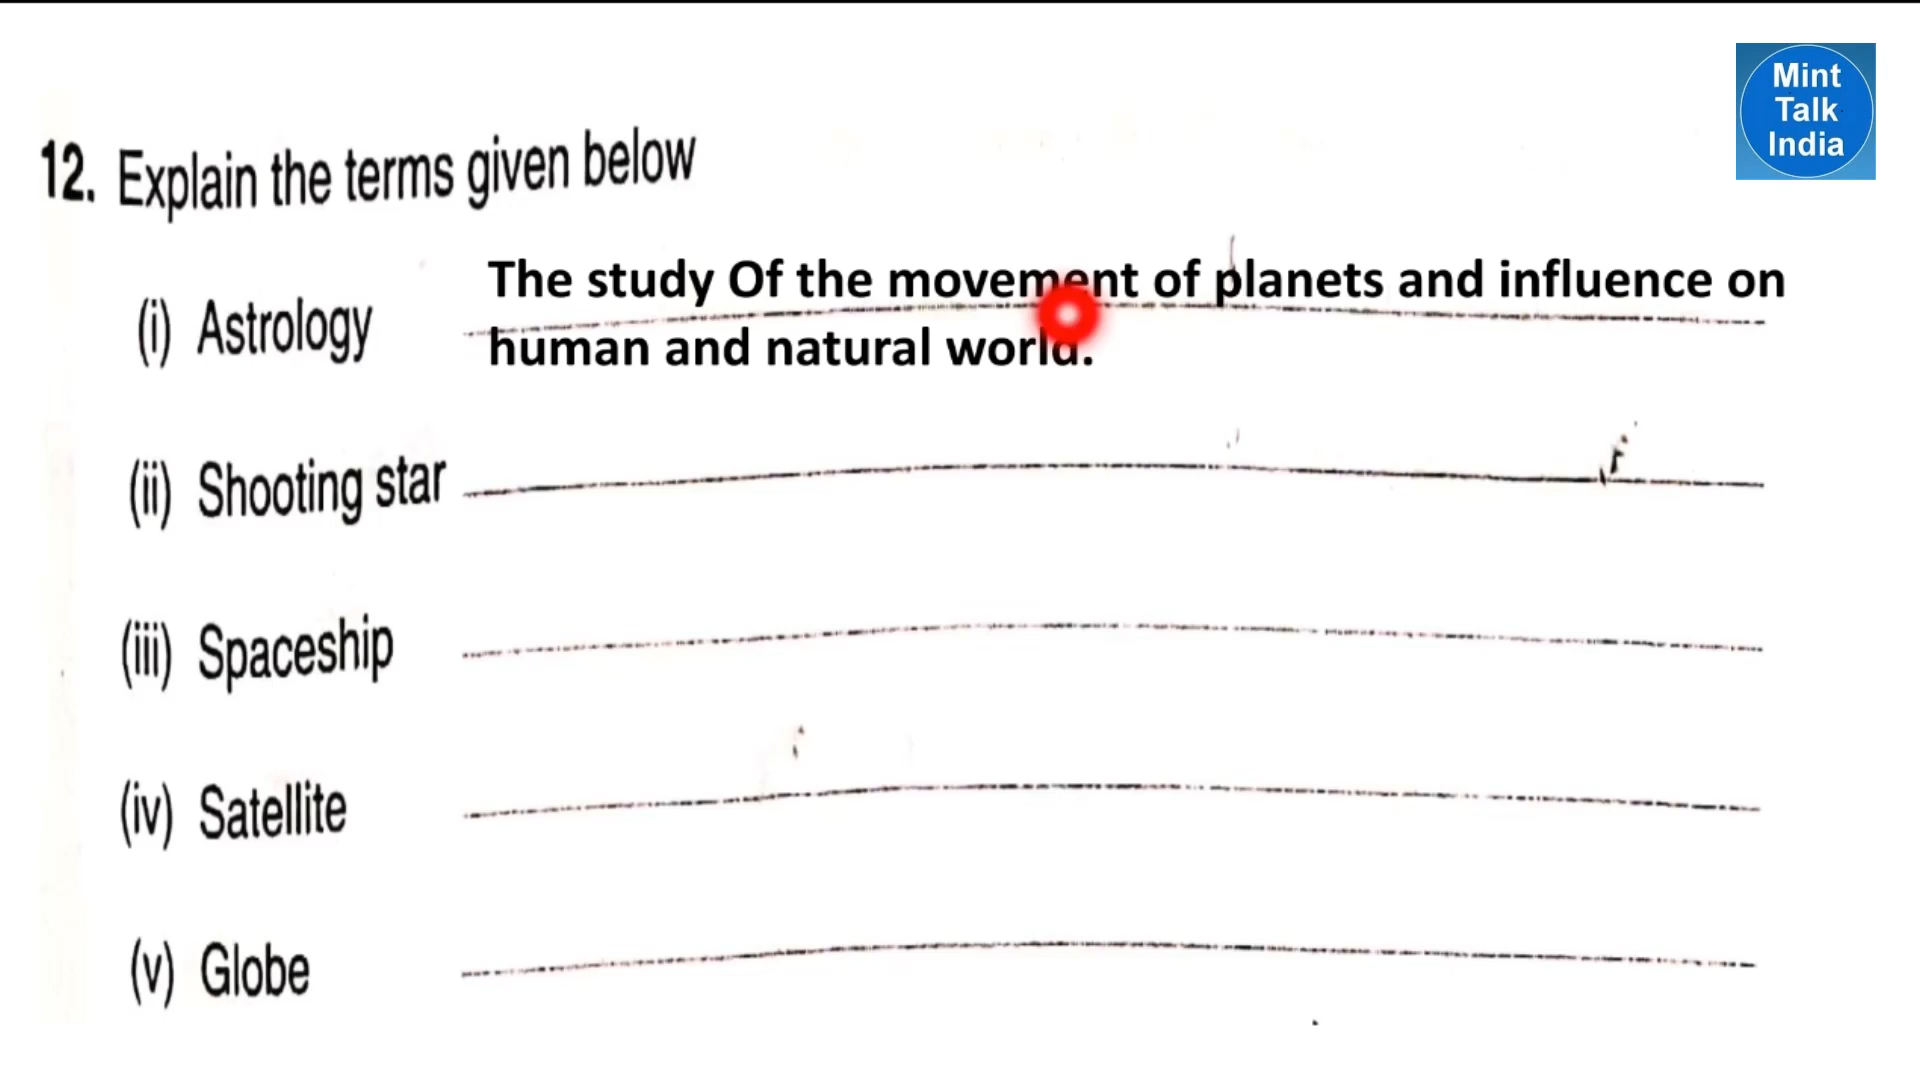 Mint
Talk
India
12. Explain the terms given below
The study Of the movement of planets and influence on
(i) Astrology
human and natural world.
(ii) Shooting star
(iii) Spaceship
(iv) Satellite
(v) Globe